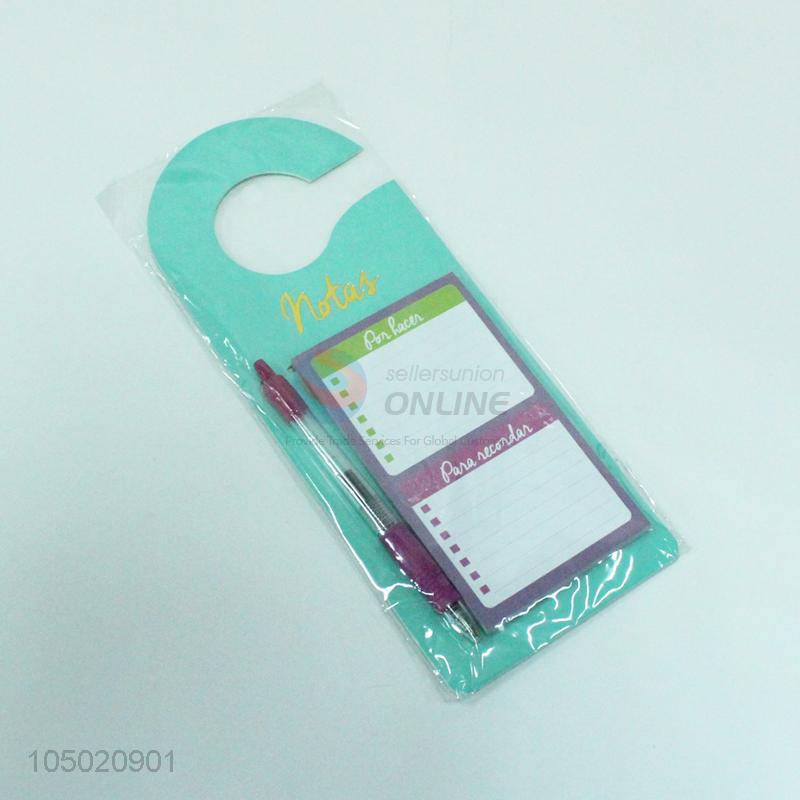 Notas
Por hacer
sellersunion
ONLINE
Provide Trade Services For Global Customers
Para recordar
105020901